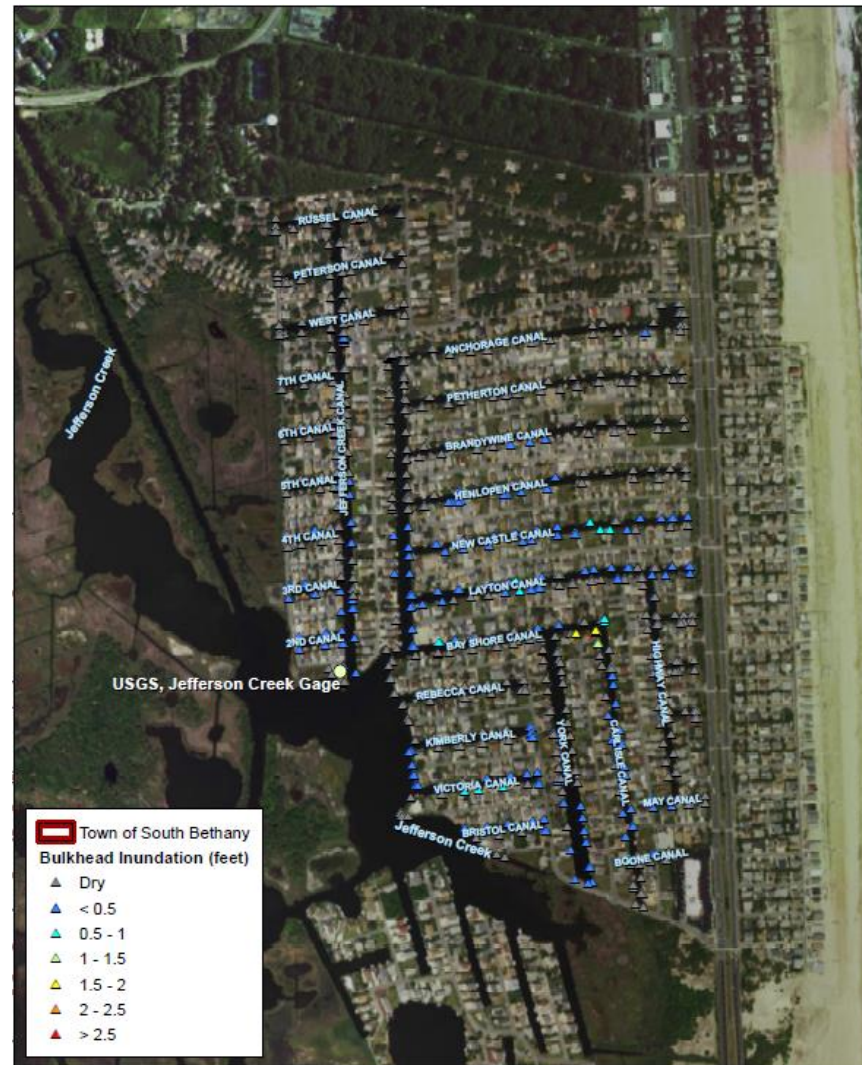 RUSSEL CANAL
PETERSON CANAL
WEST CANAL
ANCHORAGE CANAL
7TH CANAL
PETHERTON CANAL
Jefferson Creek
JEFFERSON CREEK CANAL
6TH CANAL
BRANDYWINE CANAL
5TH CANAL
HENLOPEN CANAL
4TH CANAL
NEW CASTLE CANAL
3RD CANAL
LAYTON CANAL
2ND CANAL
BAY SHORE CANAL
HIGHWAY CANAL
USGS, Jefferson Creek Gage
REBECCA CANAL
YORK CANAL
CARLISLE CANAL
KIMBERLY CANAL
VICTORIA CANAL
MAY CANAL
Jefferson Creek
BRISTOL CANAL
BOONE CANAL
Town of South Bethany
Bulkhead Inundation (feet)
Dry
< 0.5
0.5 - 1
1 - 1.5
1.5 - 2
2 - 2.5
> 2.5